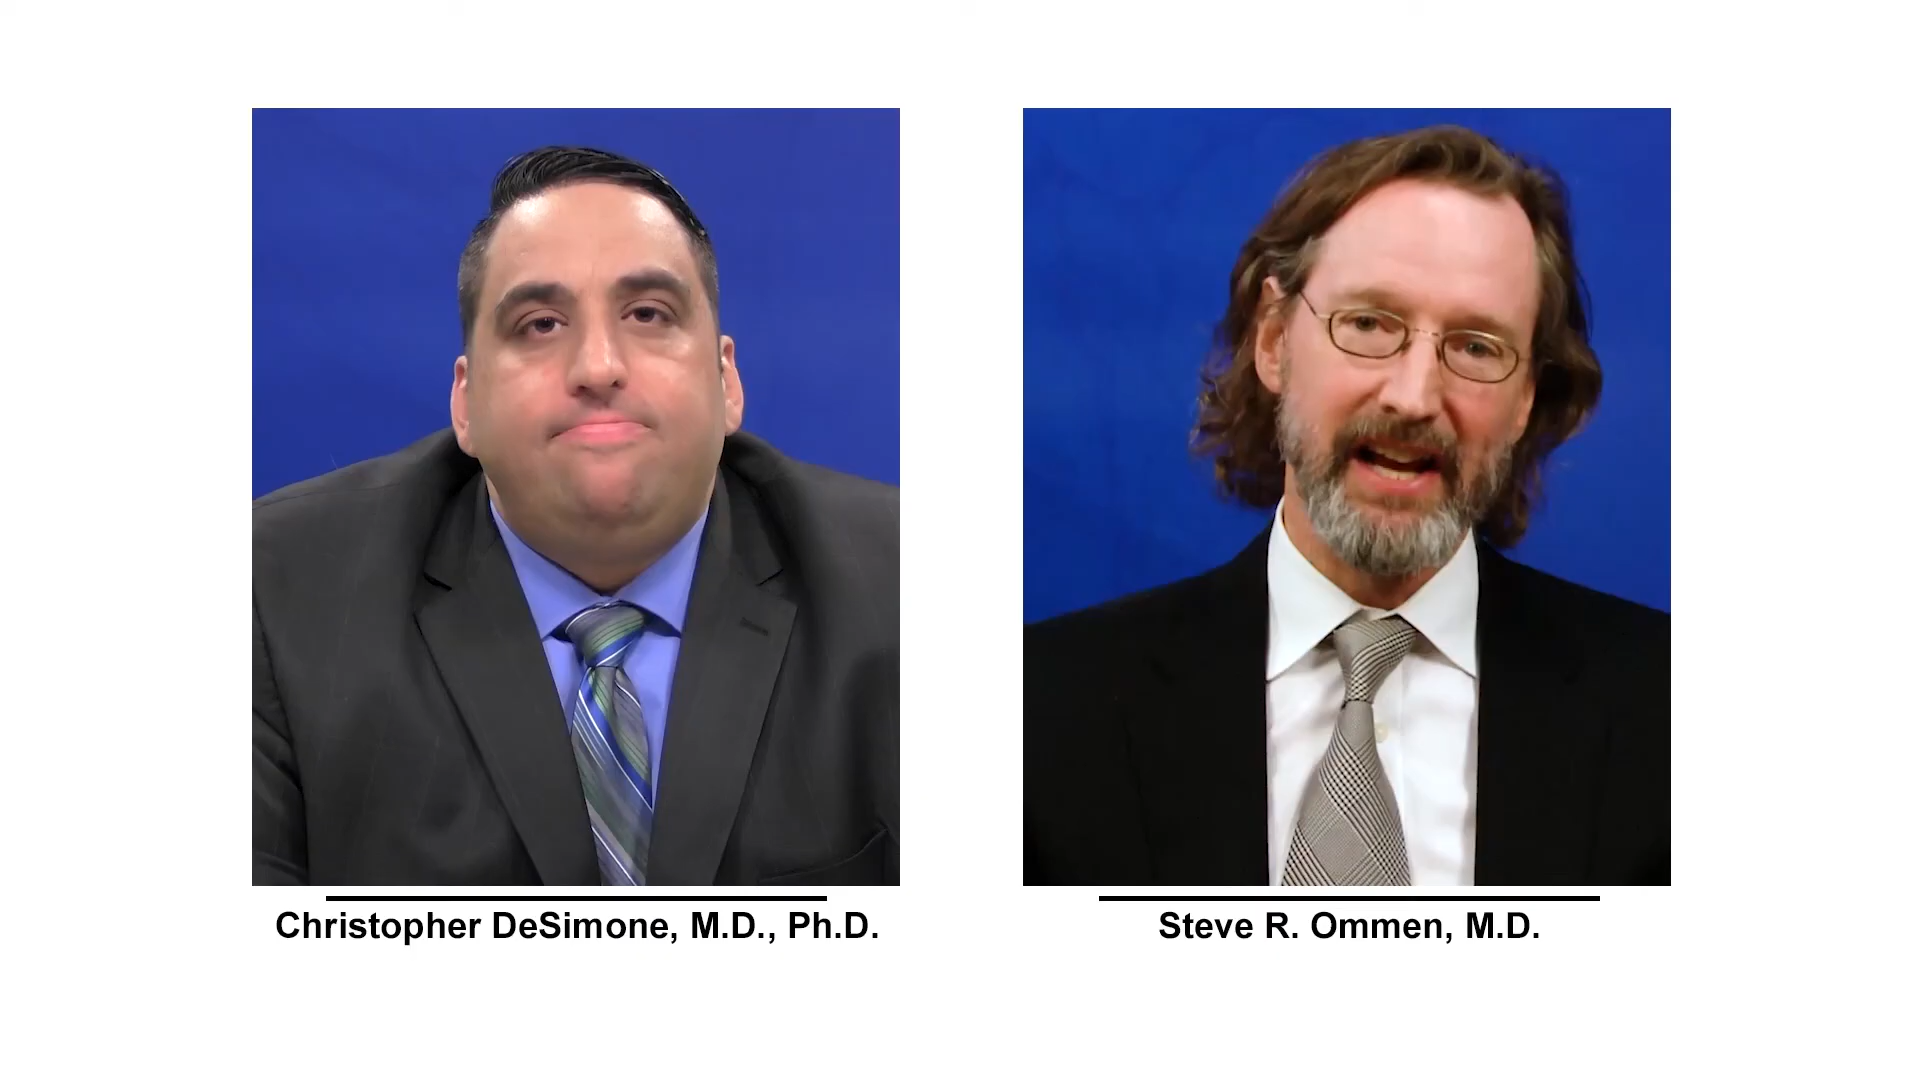 Christopher DeSimone, M.D., Ph.D.
Steve R. Ommen, M.D.